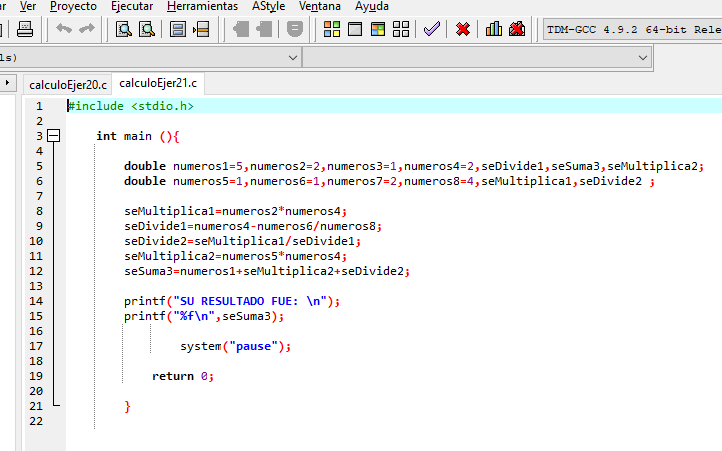 Ver Proyecto Ejecutar Herramientas AStyle Ventana Ayuda
TDM-GCC 4.9.2 64-bit Rele
ls)
calculoEjer20.c calculoEjer21.c
1 #include <stdio.h>
2
3 int main (){
4
5 double numeros1=5,numeros2=2,numeros3=1,numeros4=2,seDivide1,seSuma3,seMultiplica2;
6 double numeros5=1,numeros6=1,numeros7=2,numeros8=4,seMultiplica1,seDivide2 ;
7
8 seMultiplica1=numeros2*numeros4;
9 seDivide1=numeros4-numeros6/numeros8;
10 seDivide2=seMultiplica1/seDivide1;
11 seMultiplica2=numeros5*numeros4;
12 seSuma3=numeros1+seMultiplica2+seDivide2;
13
14 printf("SU RESULTADO FUE: \n");
15 printf("%f\n",seSuma3);
16
17 system("pause");
18
19 return 0;
20
21 }
22